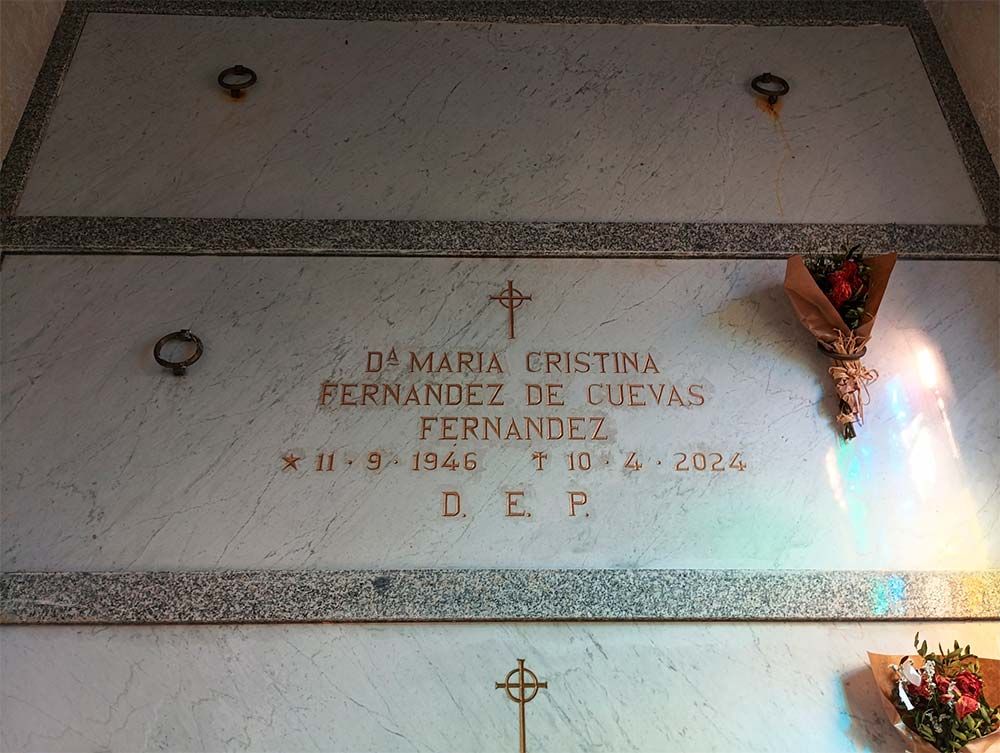 Dª MARIA CRISTINA
FERNANDEZ DE CUEVAS
FERNANDEZ
★ 11 · 9 · 1946 ✝ 10 · 4 · 2024
D. E. P.